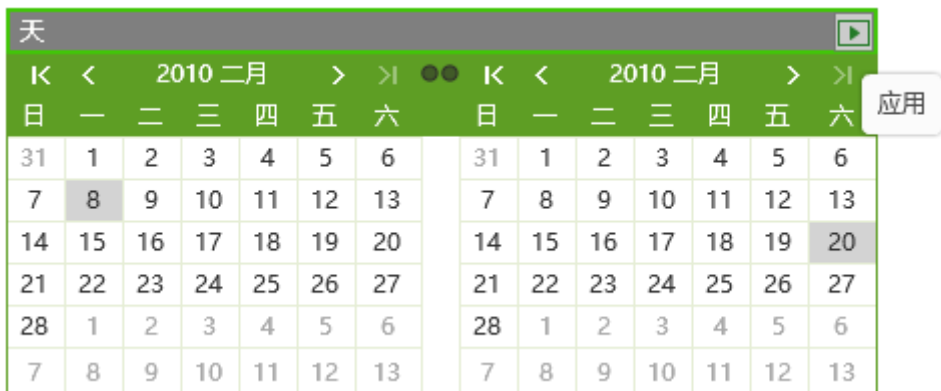 天
2010 二月 2010 二月
应用
日 一 二 三 四 五 六 日 一 二 三 四 五 六
31 1 2 3 4 5 6 31 1 2 3 4 5 6
7 8 9 10 11 12 13 7 8 9 10 11 12 13
14 15 16 17 18 19 20 14 15 16 17 18 19 20
21 22 23 24 25 26 27 21 22 23 24 25 26 27
28 1 2 3 4 5 6 28 1 2 3 4 5 6
7 8 9 10 11 12 13 7 8 9 10 11 12 13